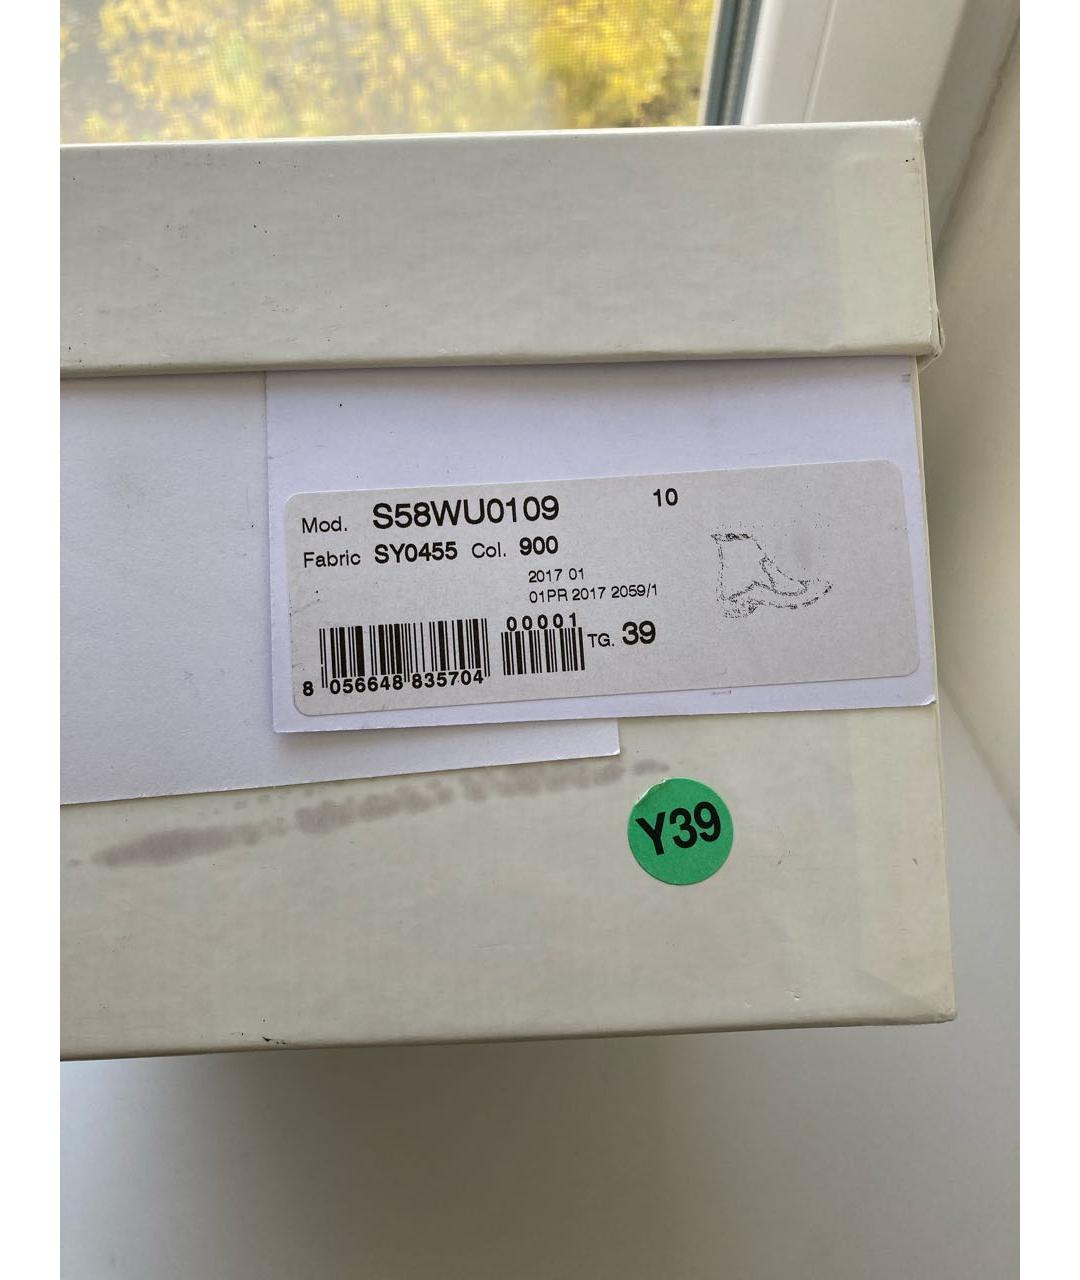 Mod. S58WU0109 10
Fabric SY0455 Col. 900
2017 01
01PR 2017 2059/1
00001
TG. 39
8 056648 835704
Y39